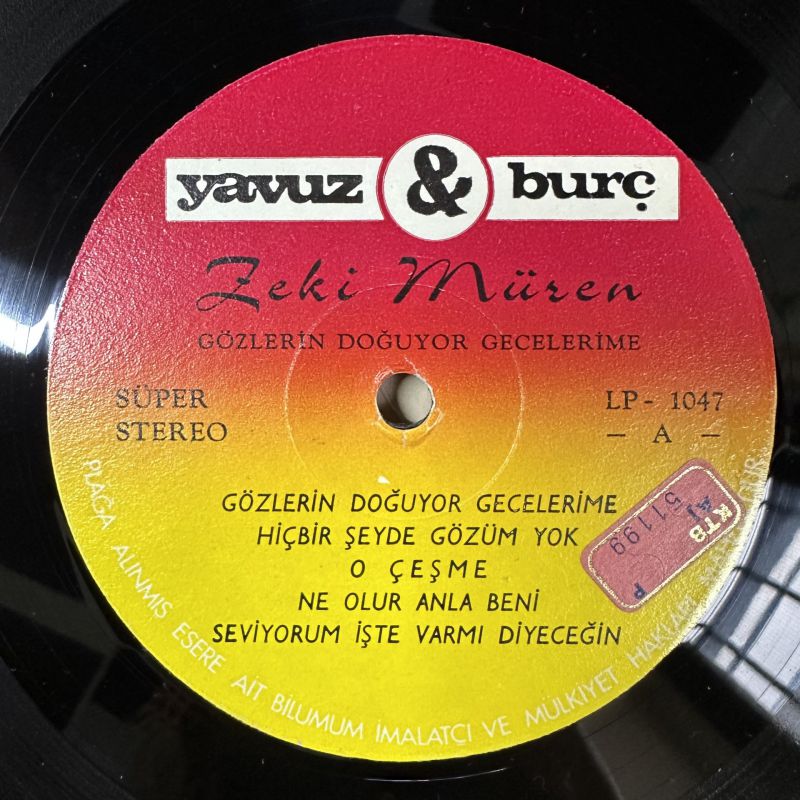 yavuz & burç
Zeki Müren
GÖZLERİN DOĞUYOR GECELERİME
SÜPER
STEREO
LP - 1047
- A -
GÖZLERİN DOĞUYOR GECELERİME
HİÇBİR ŞEYDE GÖZÜM YOK
O ÇEŞME
NE OLUR ANLA BENİ
SEVİYORUM İŞTE VARMI DİYECEĞİN
KTB
AJ
51199
P
PLAĞA ALINMIŞ ESERE AİT BİLUMUM İMALATÇI VE MÜLKİYET HAKLARI